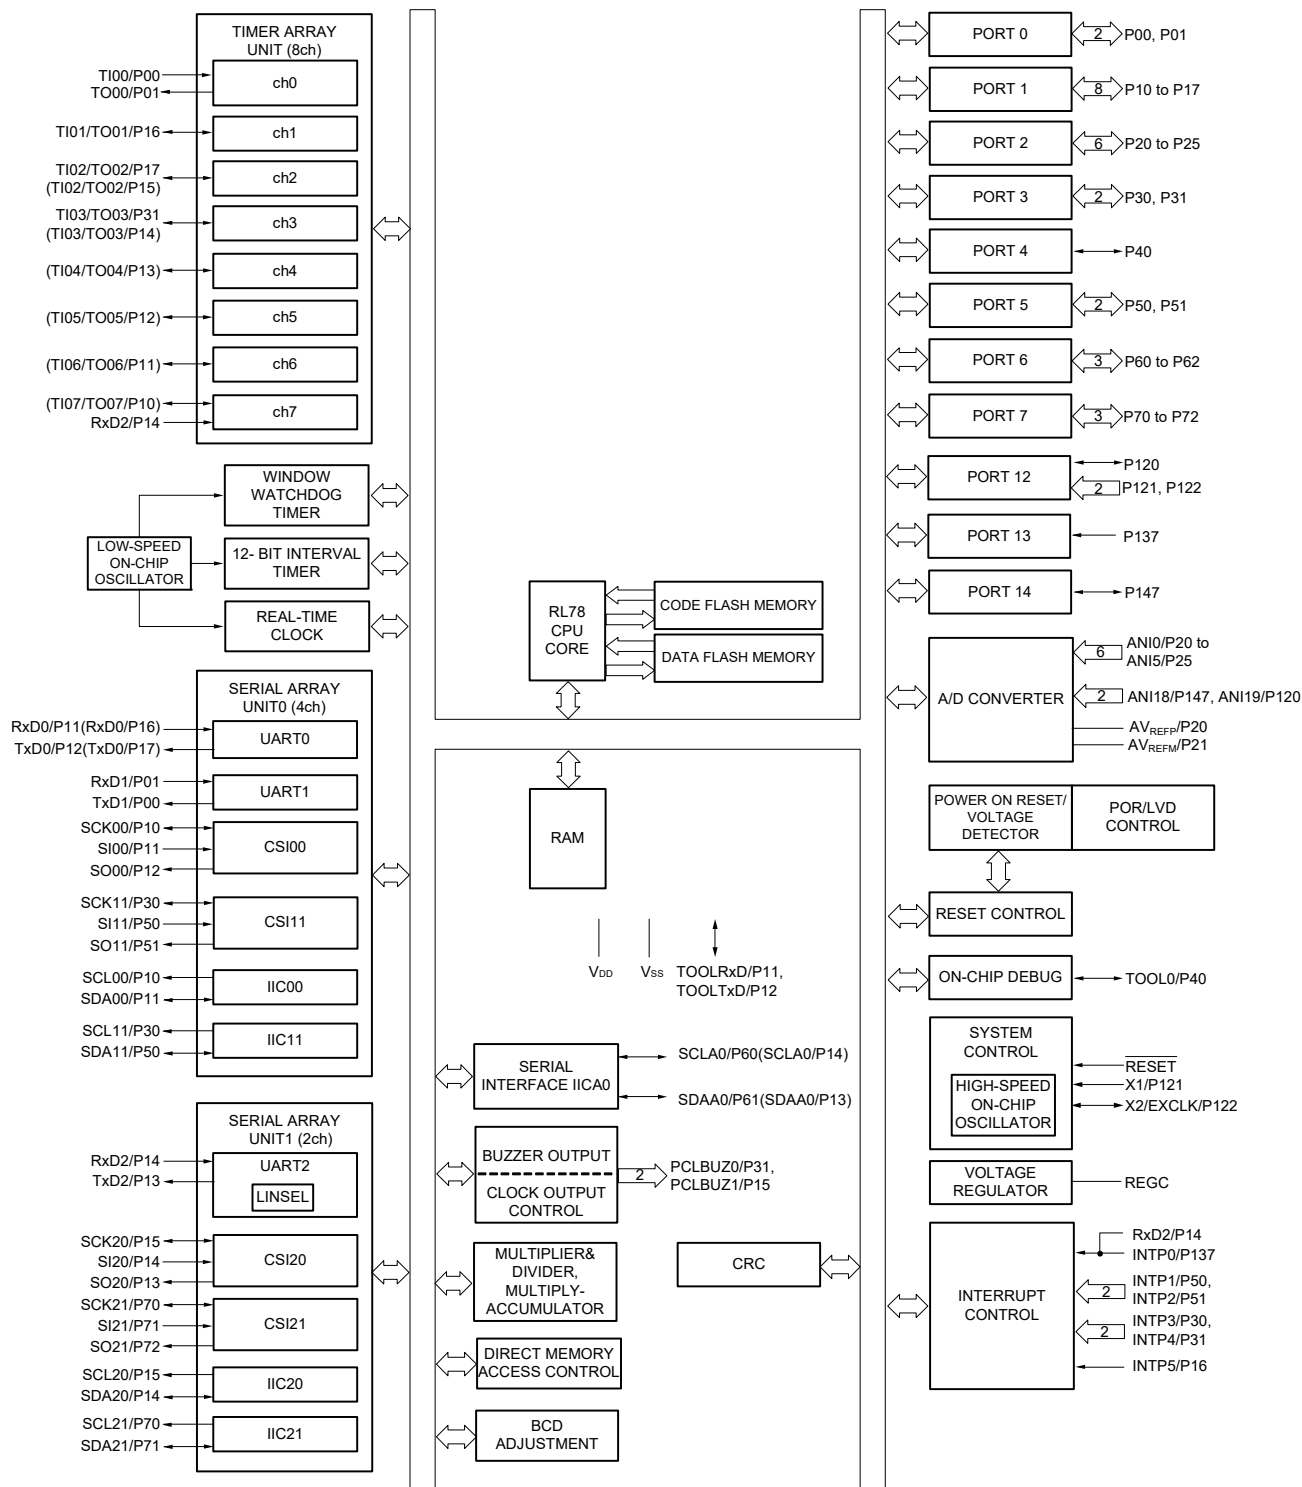 TIMER ARRAY
UNIT (8ch)
TI00/P00
TO00/P01
ch0
TI01/TO01/P16
ch1
TI02/TO02/P17
(TI02/TO02/P15)
ch2
TI03/TO03/P31
(TI03/TO03/P14)
ch3
(TI04/TO04/P13)
ch4
(TI05/TO05/P12)
ch5
(TI06/TO06/P11)
ch6
(TI07/TO07/P10)
RxD2/P14
ch7
WINDOW
WATCHDOG
TIMER
LOW-SPEED
ON-CHIP
OSCILLATOR
12- BIT INTERVAL
TIMER
REAL-TIME
CLOCK
SERIAL ARRAY
UNIT0 (4ch)
RxD0/P11(RxD0/P16)
TxD0/P12(TxD0/P17)
UART0
RxD1/P01
TxD1/P00
UART1
SCK00/P10
SI00/P11
SO00/P12
CSI00
SCK11/P30
SI11/P50
SO11/P51
CSI11
SCL00/P10
SDA00/P11
IIC00
SCL11/P30
SDA11/P50
IIC11
SERIAL ARRAY
UNIT1 (2ch)
RxD2/P14
TxD2/P13
UART2
LINSEL
SCK20/P15
SI20/P14
SO20/P13
CSI20
SCK21/P70
SI21/P71
SO21/P72
CSI21
SCL20/P15
SDA20/P14
IIC20
SCL21/P70
SDA21/P71
IIC21
RL78
CPU
CORE
CODE FLASH MEMORY
DATA FLASH MEMORY
RAM
VDD
VSS
TOOLRxD/P11,
TOOLTxD/P12
SERIAL
INTERFACE IICA0
SCLA0/P60(SCLA0/P14)
SDAA0/P61(SDAA0/P13)
BUZZER OUTPUT
CLOCK OUTPUT
CONTROL
2
PCLBUZ0/P31,
PCLBUZ1/P15
MULTIPLIER&
DIVIDER,
MULTIPLY-
ACCUMULATOR
CRC
DIRECT MEMORY
ACCESS CONTROL
BCD
ADJUSTMENT
PORT 0
2
P00, P01
PORT 1
8
P10 to P17
PORT 2
6
P20 to P25
PORT 3
2
P30, P31
PORT 4
P40
PORT 5
2
P50, P51
PORT 6
3
P60 to P62
PORT 7
3
P70 to P72
PORT 12
P120
2
P121, P122
PORT 13
P137
PORT 14
P147
A/D CONVERTER
6
ANI0/P20 to
ANI5/P25
2
ANI18/P147, ANI19/P120
AVREFP/P20
AVREFM/P21
POWER ON RESET/
VOLTAGE
DETECTOR
POR/LVD
CONTROL
RESET CONTROL
ON-CHIP DEBUG
TOOL0/P40
SYSTEM
CONTROL
HIGH-SPEED
ON-CHIP
OSCILLATOR
RESET
X1/P121
X2/EXCLK/P122
VOLTAGE
REGULATOR
REGC
INTERRUPT
CONTROL
RxD2/P14
INTP0/P137
2
INTP1/P50,
INTP2/P51
2
INTP3/P30,
INTP4/P31
INTP5/P16